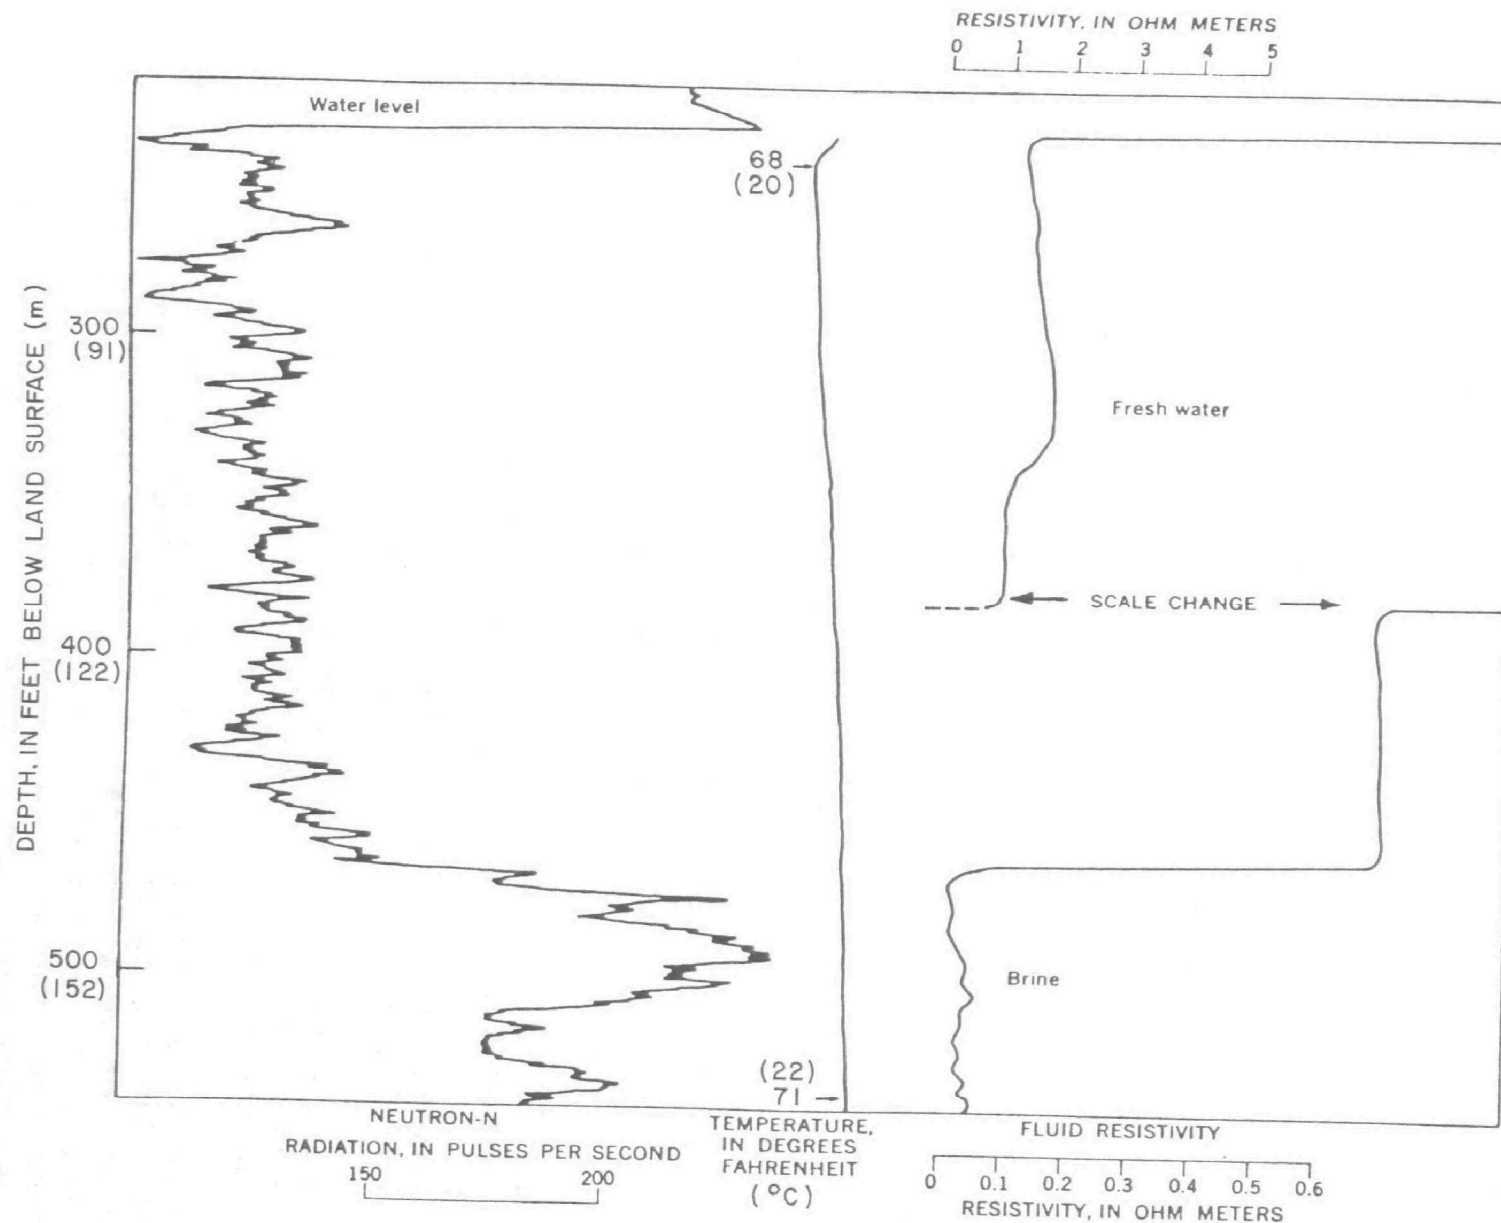 RESISTIVITY, IN OHM METERS
0 1 2 3 4 5
Water level
68
(20)
300
(91)
Fresh water
SCALE CHANGE
400
(122)
DEPTH, IN FEET BELOW LAND SURFACE (m)
500
(152)
Brine
(22)
71
NEUTRON-N
RADIATION, IN PULSES PER SECOND
150 200
TEMPERATURE,
IN DEGREES
FAHRENHEIT
(°C)
FLUID RESISTIVITY
0 0.1 0.2 0.3 0.4 0.5 0.6
RESISTIVITY, IN OHM METERS